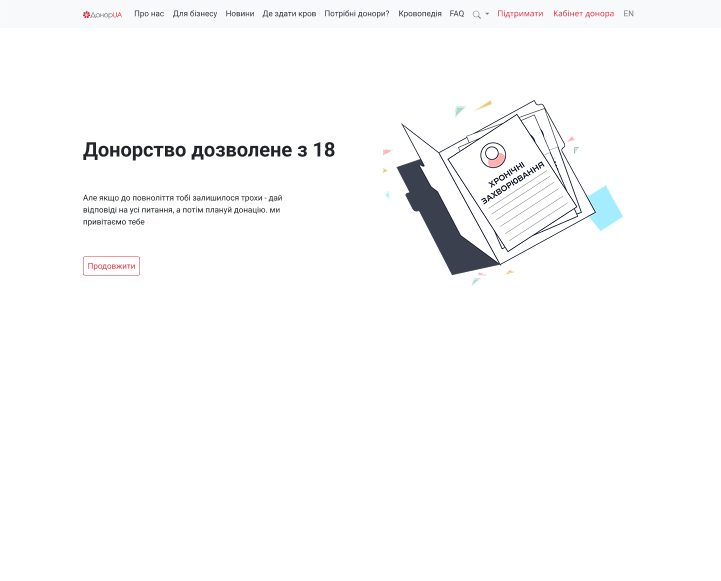 ДонорUA Про нас Для бізнесу Новини Де здати кров Потрібні донори? Кровопедія FAQ Підтримати Кабінет донора EN
Донорство дозволене з 18
Але якщо до повноліття тобі залишилося трохи - дай
відповіді на усі питання, а потім плануй донацію. ми
привітаємо тебе
Продовжити
ХРОНІЧНІ
ЗАХВОРЮВАННЯ